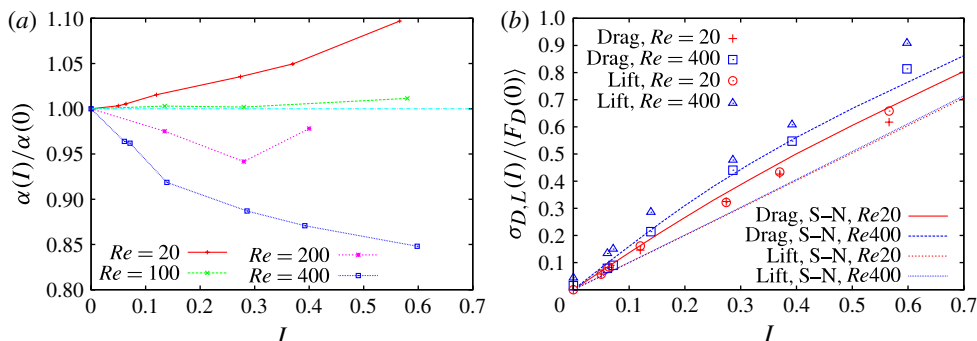 (a)
1.10
1.05
1.00
0.95
0.90
0.85
0.80
α(I)/α(0)
Re = 20
Re = 100
Re = 200
Re = 400
0 0.1 0.2 0.3 0.4 0.5 0.6 0.7
I
(b)
1.0
0.9
0.8
0.7
0.6
0.5
0.4
0.3
0.2
0.1
σD,L(I)/⟨FD(0)⟩
Drag, Re = 20
Drag, Re = 400
Lift, Re = 20
Lift, Re = 400
Drag, S–N, Re20
Drag, S–N, Re400
Lift, S–N, Re20
Lift, S–N, Re400
0 0.1 0.2 0.3 0.4 0.5 0.6 0.7
I